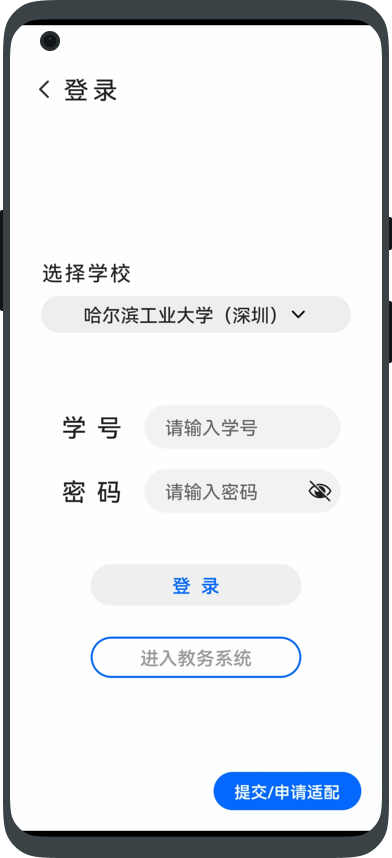 登录
选择学校
哈尔滨工业大学（深圳）
学 号 请输入学号
密 码 请输入密码
登 录
进入教务系统
提交/申请适配